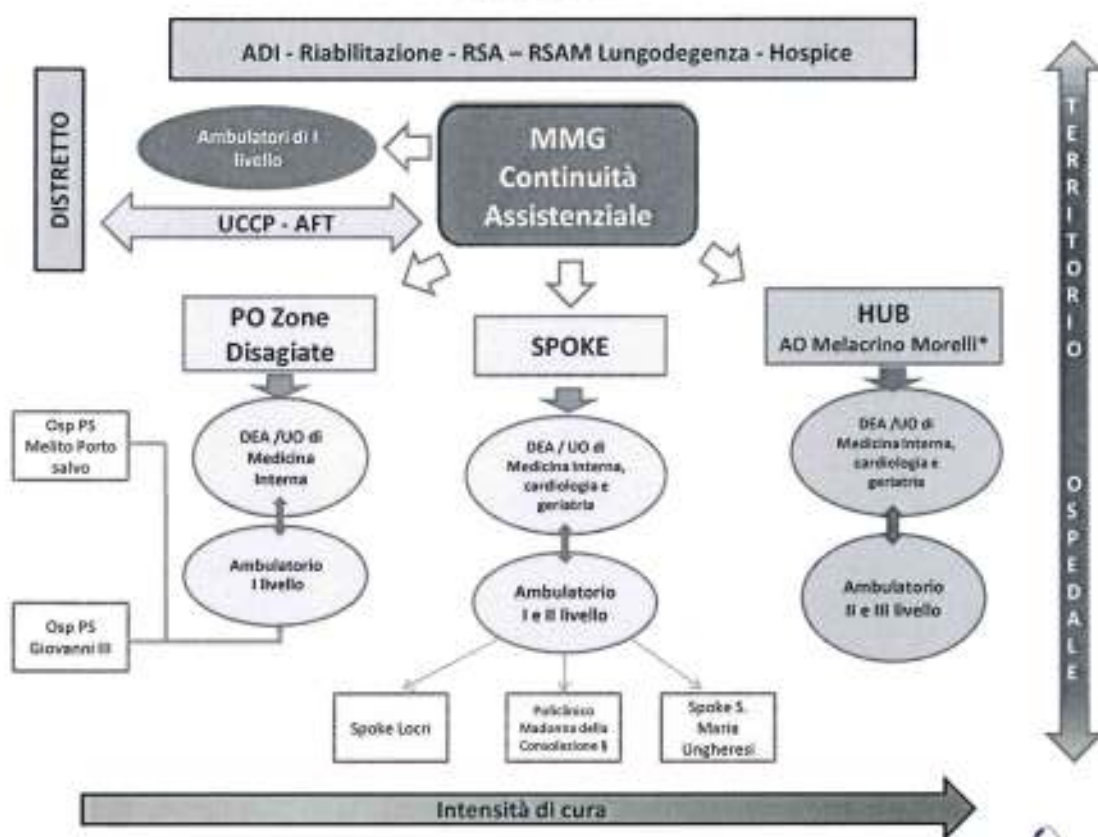 ADI - Riabilitazione - RSA – RSAM Lungodegenza - Hospice
DISTRETTO
Ambulatori di I
livello
MMG
Continuità
Assistenziale
UCCP - AFT
PO Zone
Disagiate
SPOKE
HUB
AO Melacrino Morelli*
Osp PS
Melito Porto
salvo
DEA /UO di
Medicina
Interna
DEA / UO di
Medicina Interna,
cardiologia e
geriatria
DEA /UO di
Medicina Interna,
cardiologia e
geriatria
Ambulatorio
I livello
Ambulatorio
I e II livello
Ambulatorio
II e III livello
Osp PS
Giovanni III
Spoke Locri
Policlinico
Madonna della
Consolazione §
Spoke S.
Maria
Ungheresi
TERRITORIO
OSPEDALE
Intensità di cura